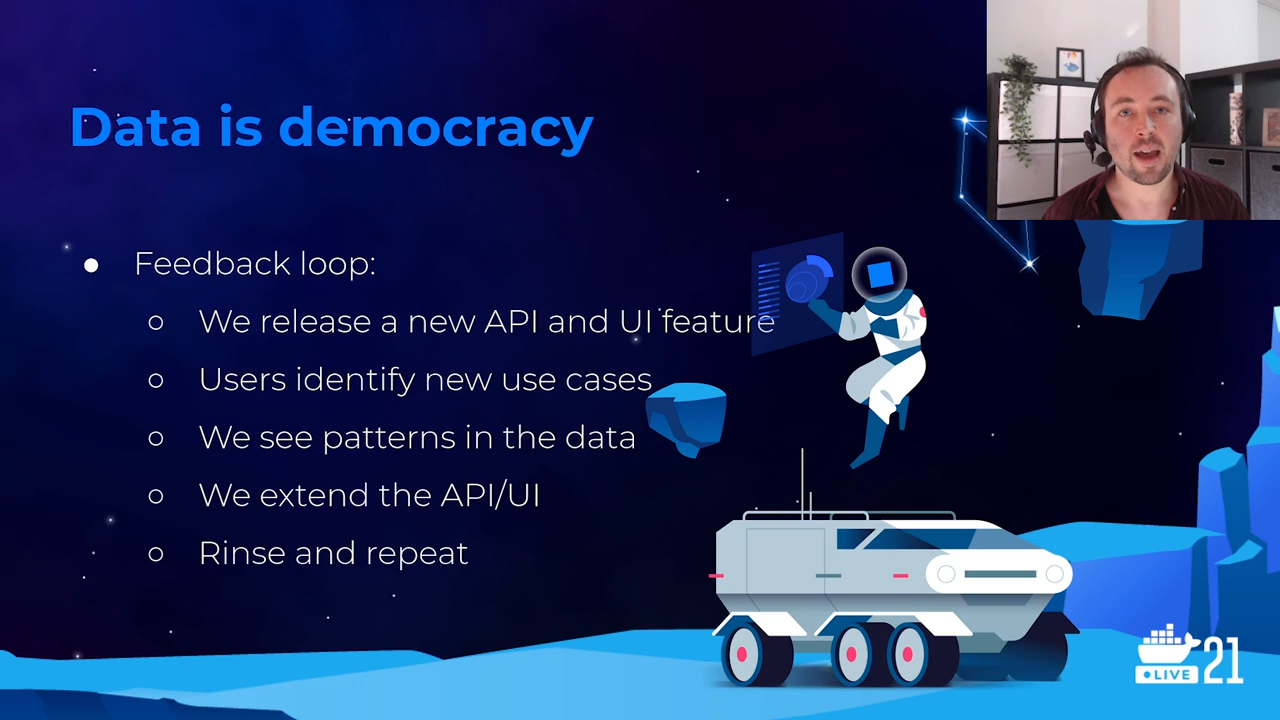 Data is democracy
● Feedback loop:
○ We release a new API and UI feature
○ Users identify new use cases
○ We see patterns in the data
○ We extend the API/UI
○ Rinse and repeat
LIVE 21